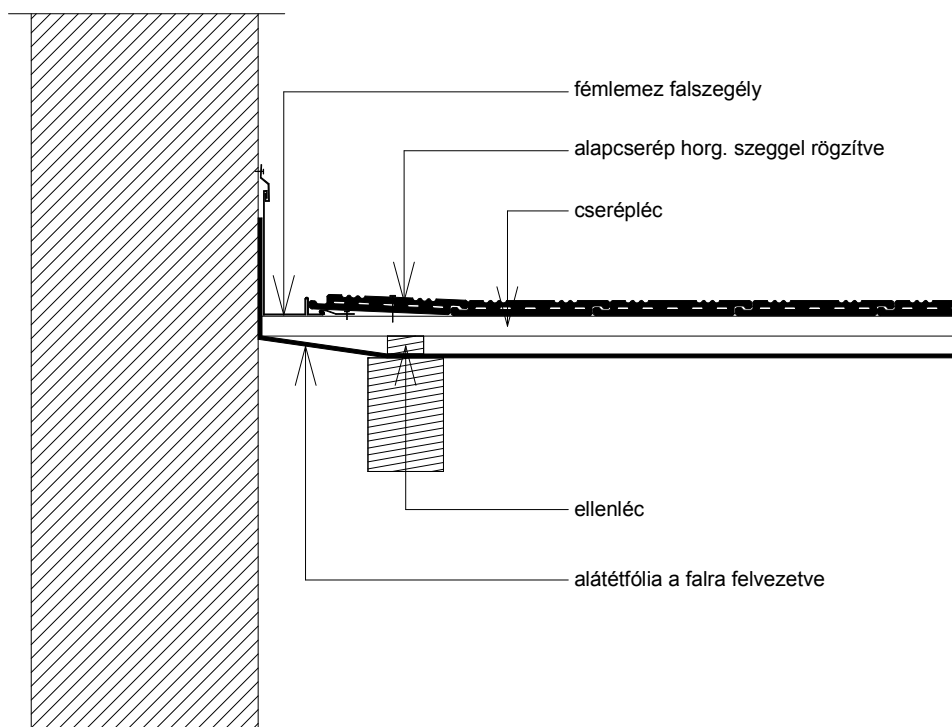 fémlemez falszegély
alapcserép horg. szeggel rögzítve
cserépléc
ellenléc
alátétfólia a falra felvezetve